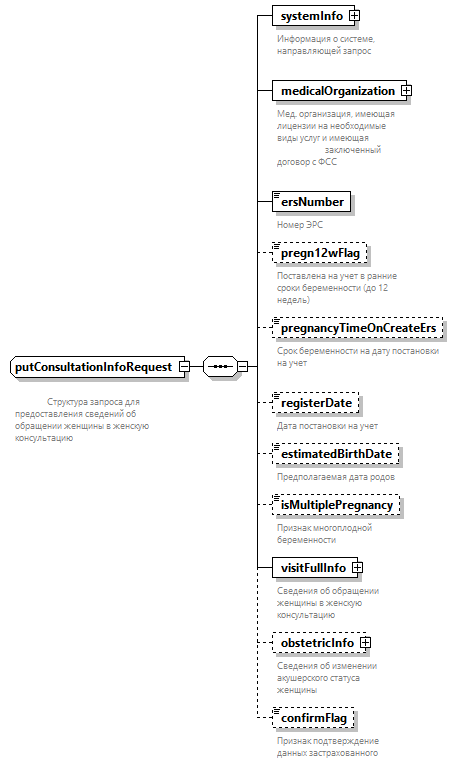 systemInfo
Информация о системе,
направляющей запрос
medicalOrganization
Мед. организация, имеющая
лицензии на необходимые
виды услуг и имеющая
заключенный
договор с ФСС
ersNumber
Номер ЭРС
pregn12wFlag
Поставлена на учет в ранние
сроки беременности (до 12
недель)
pregnancyTimeOnCreateErs
Срок беременности на дату постановки
на учет
putConsultationInfoRequest
Структура запроса для
предоставления сведений об
обращении женщины в женскую
консультацию
registerDate
Дата постановки на учет
estimatedBirthDate
Предполагаемая дата родов
isMultiplePregnancy
Признак многоплодной
беременности
visitFullInfo
Сведения об обращении
женщины в женскую
консультацию
obstetricInfo
Сведения об изменении
акушерского статуса
женщины
confirmFlag
Признак подтверждение
данных застрахованного